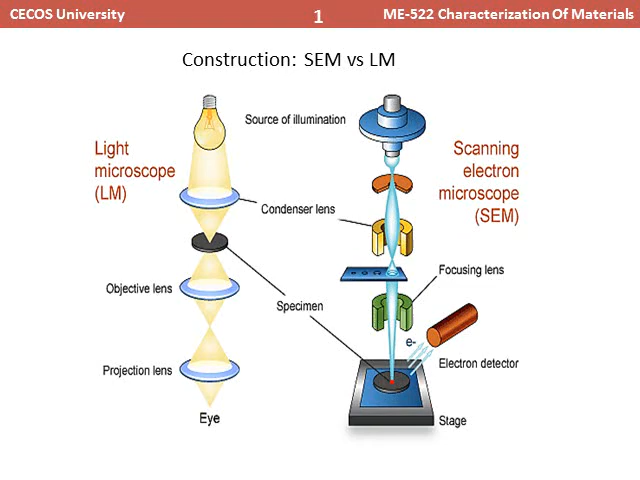 CECOS University
1
ME-522 Characterization Of Materials
Construction: SEM vs LM
Source of illumination
Light
microscope
(LM)
Scanning
electron
microscope
(SEM)
Condenser lens
Focusing lens
Objective lens
Specimen
e-
Electron detector
Projection lens
Eye
Stage